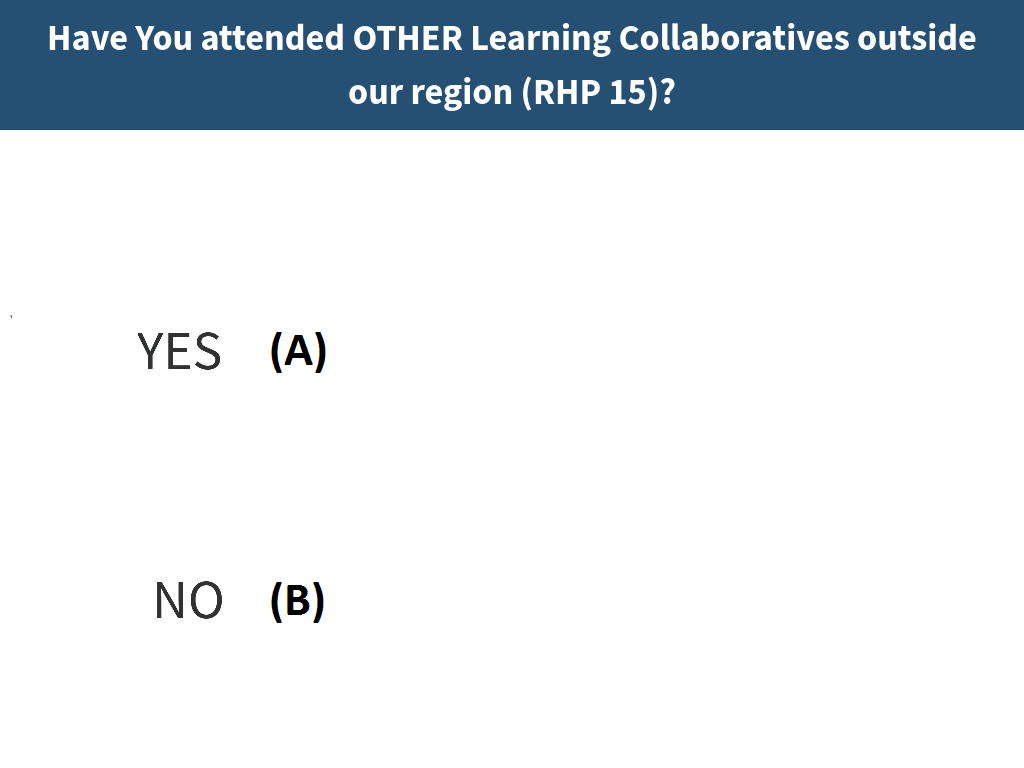 Have You attended OTHER Learning Collaboratives outside
our region (RHP 15)?
YES (A)
NO (B)